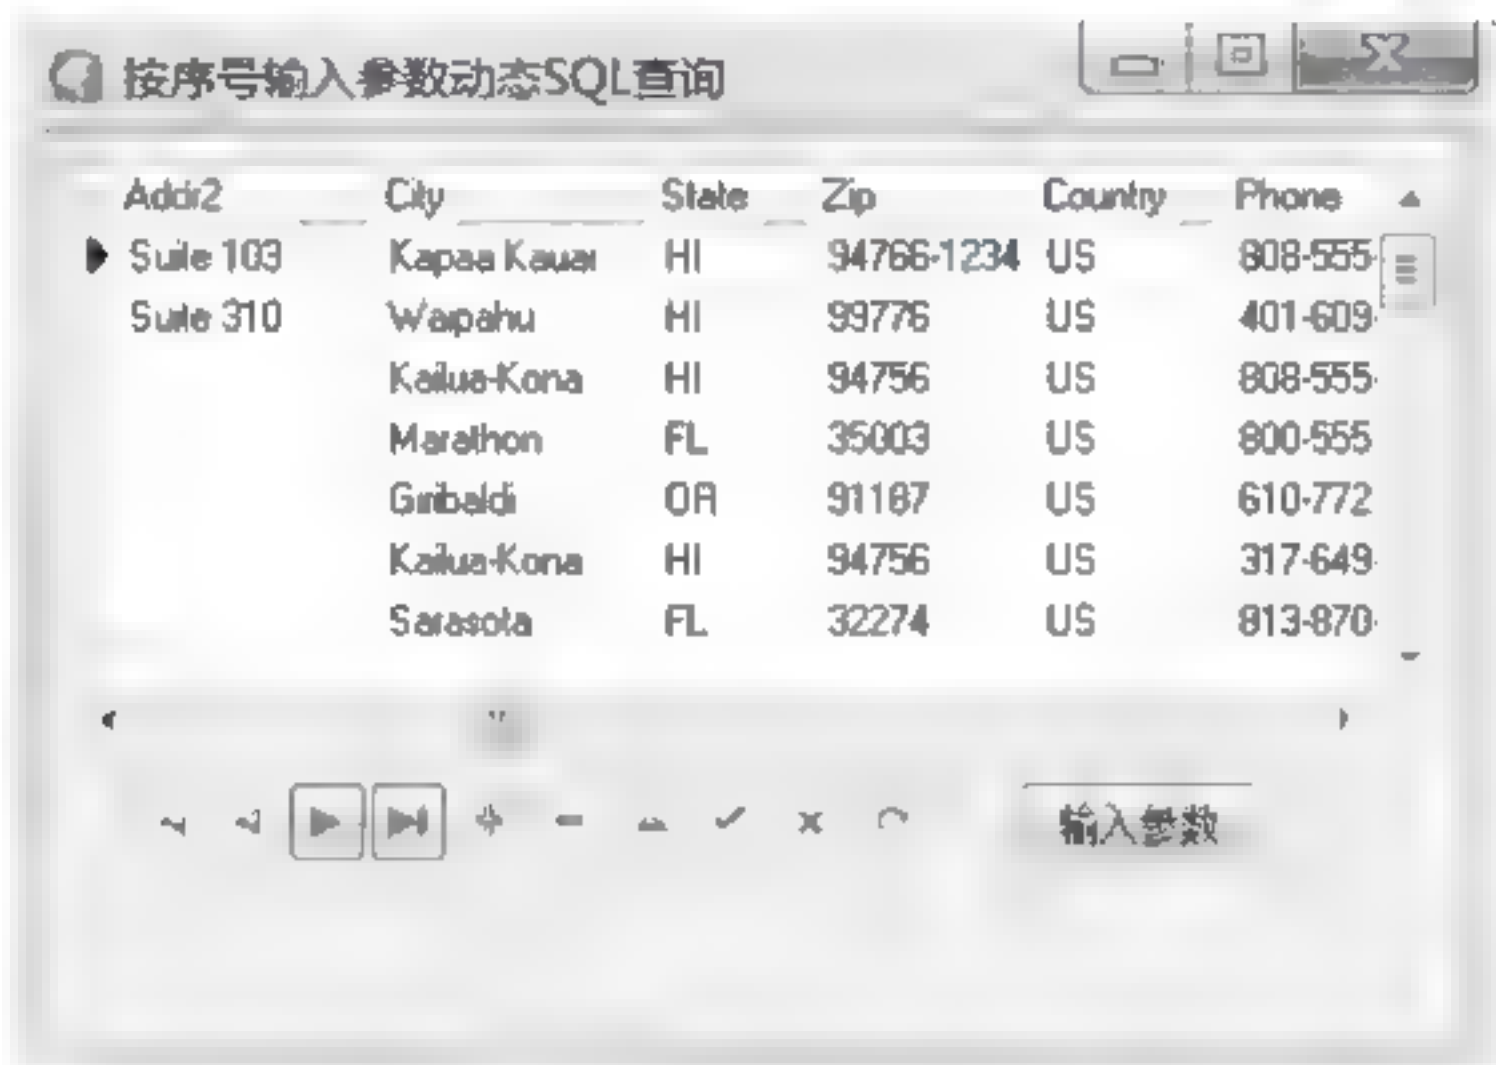 按序号输入参数动态SQL查询
Addr2 City State Zip Country Phone
Suite 103 Kapaa Kauai HI 94766-1234 US 808-555-
Suite 310 Waipahu HI 99776 US 401-609-
Kailua-Kona HI 94756 US 808-555-
Marathon FL 35003 US 800-555
Giribaldi OR 91187 US 610-772
Kailua-Kona HI 94756 US 317-649-
Sarasota FL 32274 US 813-870-
输入参数